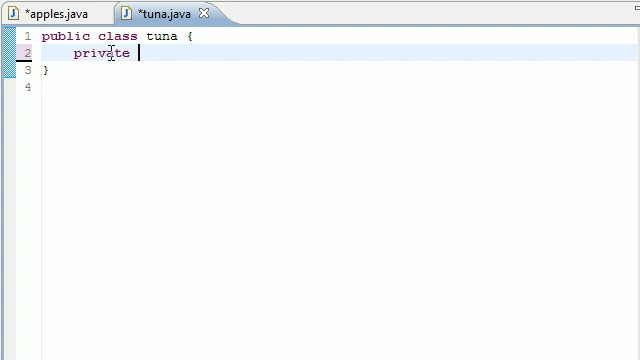 *apples.java *tuna.java
1 public class tuna {
2 private
3 }
4